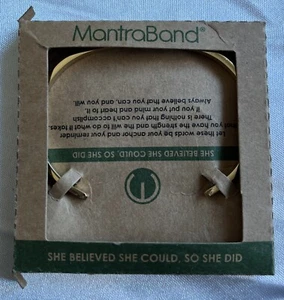 MantraBand®
Always believe that you can, and you will.
if you put your mind and heart to it.
There is nothing that you can't accomplish
that you have the strength and the will to do what it takes.
Let these words be your anchor and your reminder
SHE BELIEVED SHE COULD, SO SHE DID
SHE BELIEVED SHE COULD, SO SHE DID